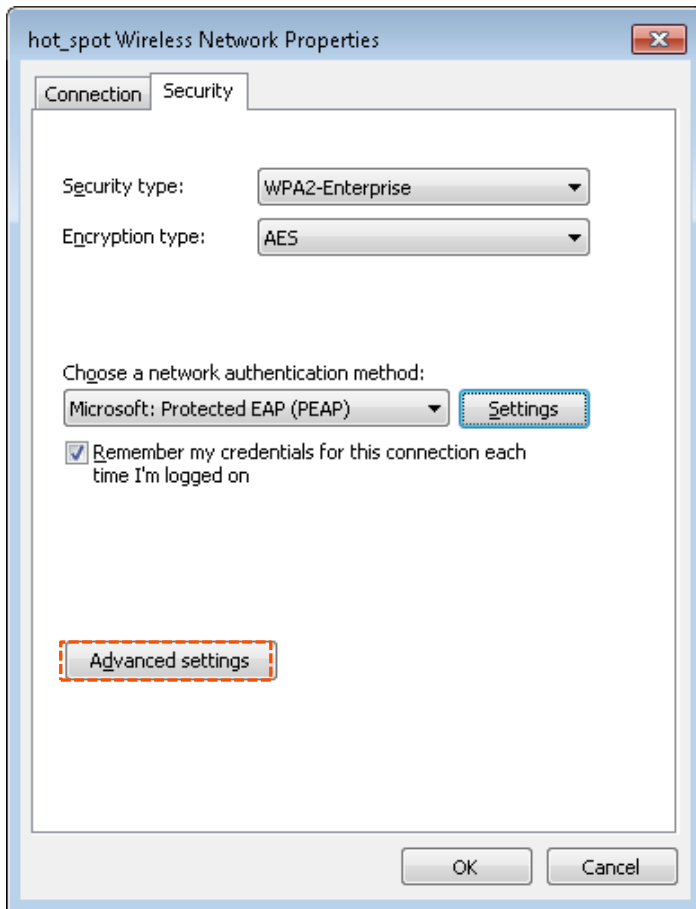 hot_spot Wireless Network Properties
Connection
Security
Security type:
WPA2-Enterprise
Encryption type:
AES
Choose a network authentication method:
Microsoft: Protected EAP (PEAP)
Settings
Remember my credentials for this connection each
time I'm logged on
Advanced settings
OK
Cancel